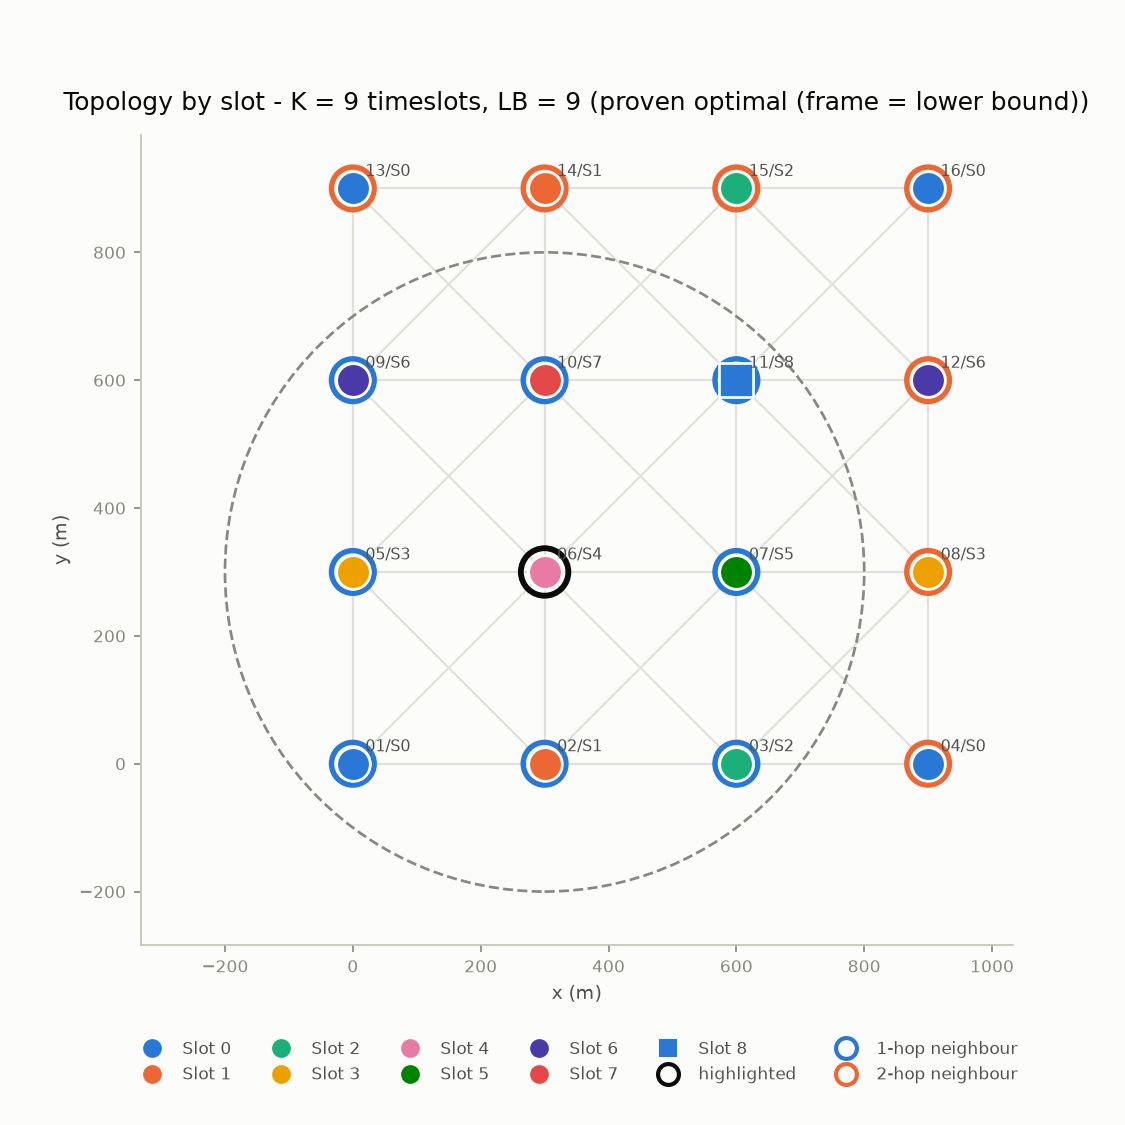 Topology by slot - K = 9 timeslots, LB = 9 (proven optimal (frame = lower bound))
13/S0 14/S1 15/S2 16/S0
800
09/S6 10/S7 11/S8 12/S6
600
400
y (m)
05/S3 06/S4 07/S5 08/S3
200
01/S0 02/S1 03/S2 04/S0
0
−200
−200 0 200 400 600 800 1000
x (m)
Slot 0 Slot 2 Slot 4 Slot 6 Slot 8 1-hop neighbour
Slot 1 Slot 3 Slot 5 Slot 7 highlighted 2-hop neighbour